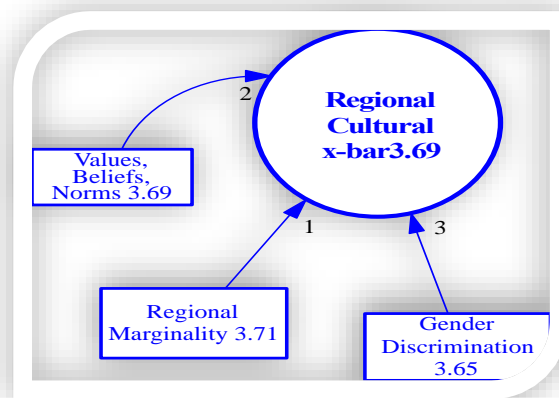 Regional
Cultural
x-bar3.69
2
Values,
Beliefs,
Norms 3.69
1
3
Regional
Marginality 3.71
Gender
Discrimination
3.65